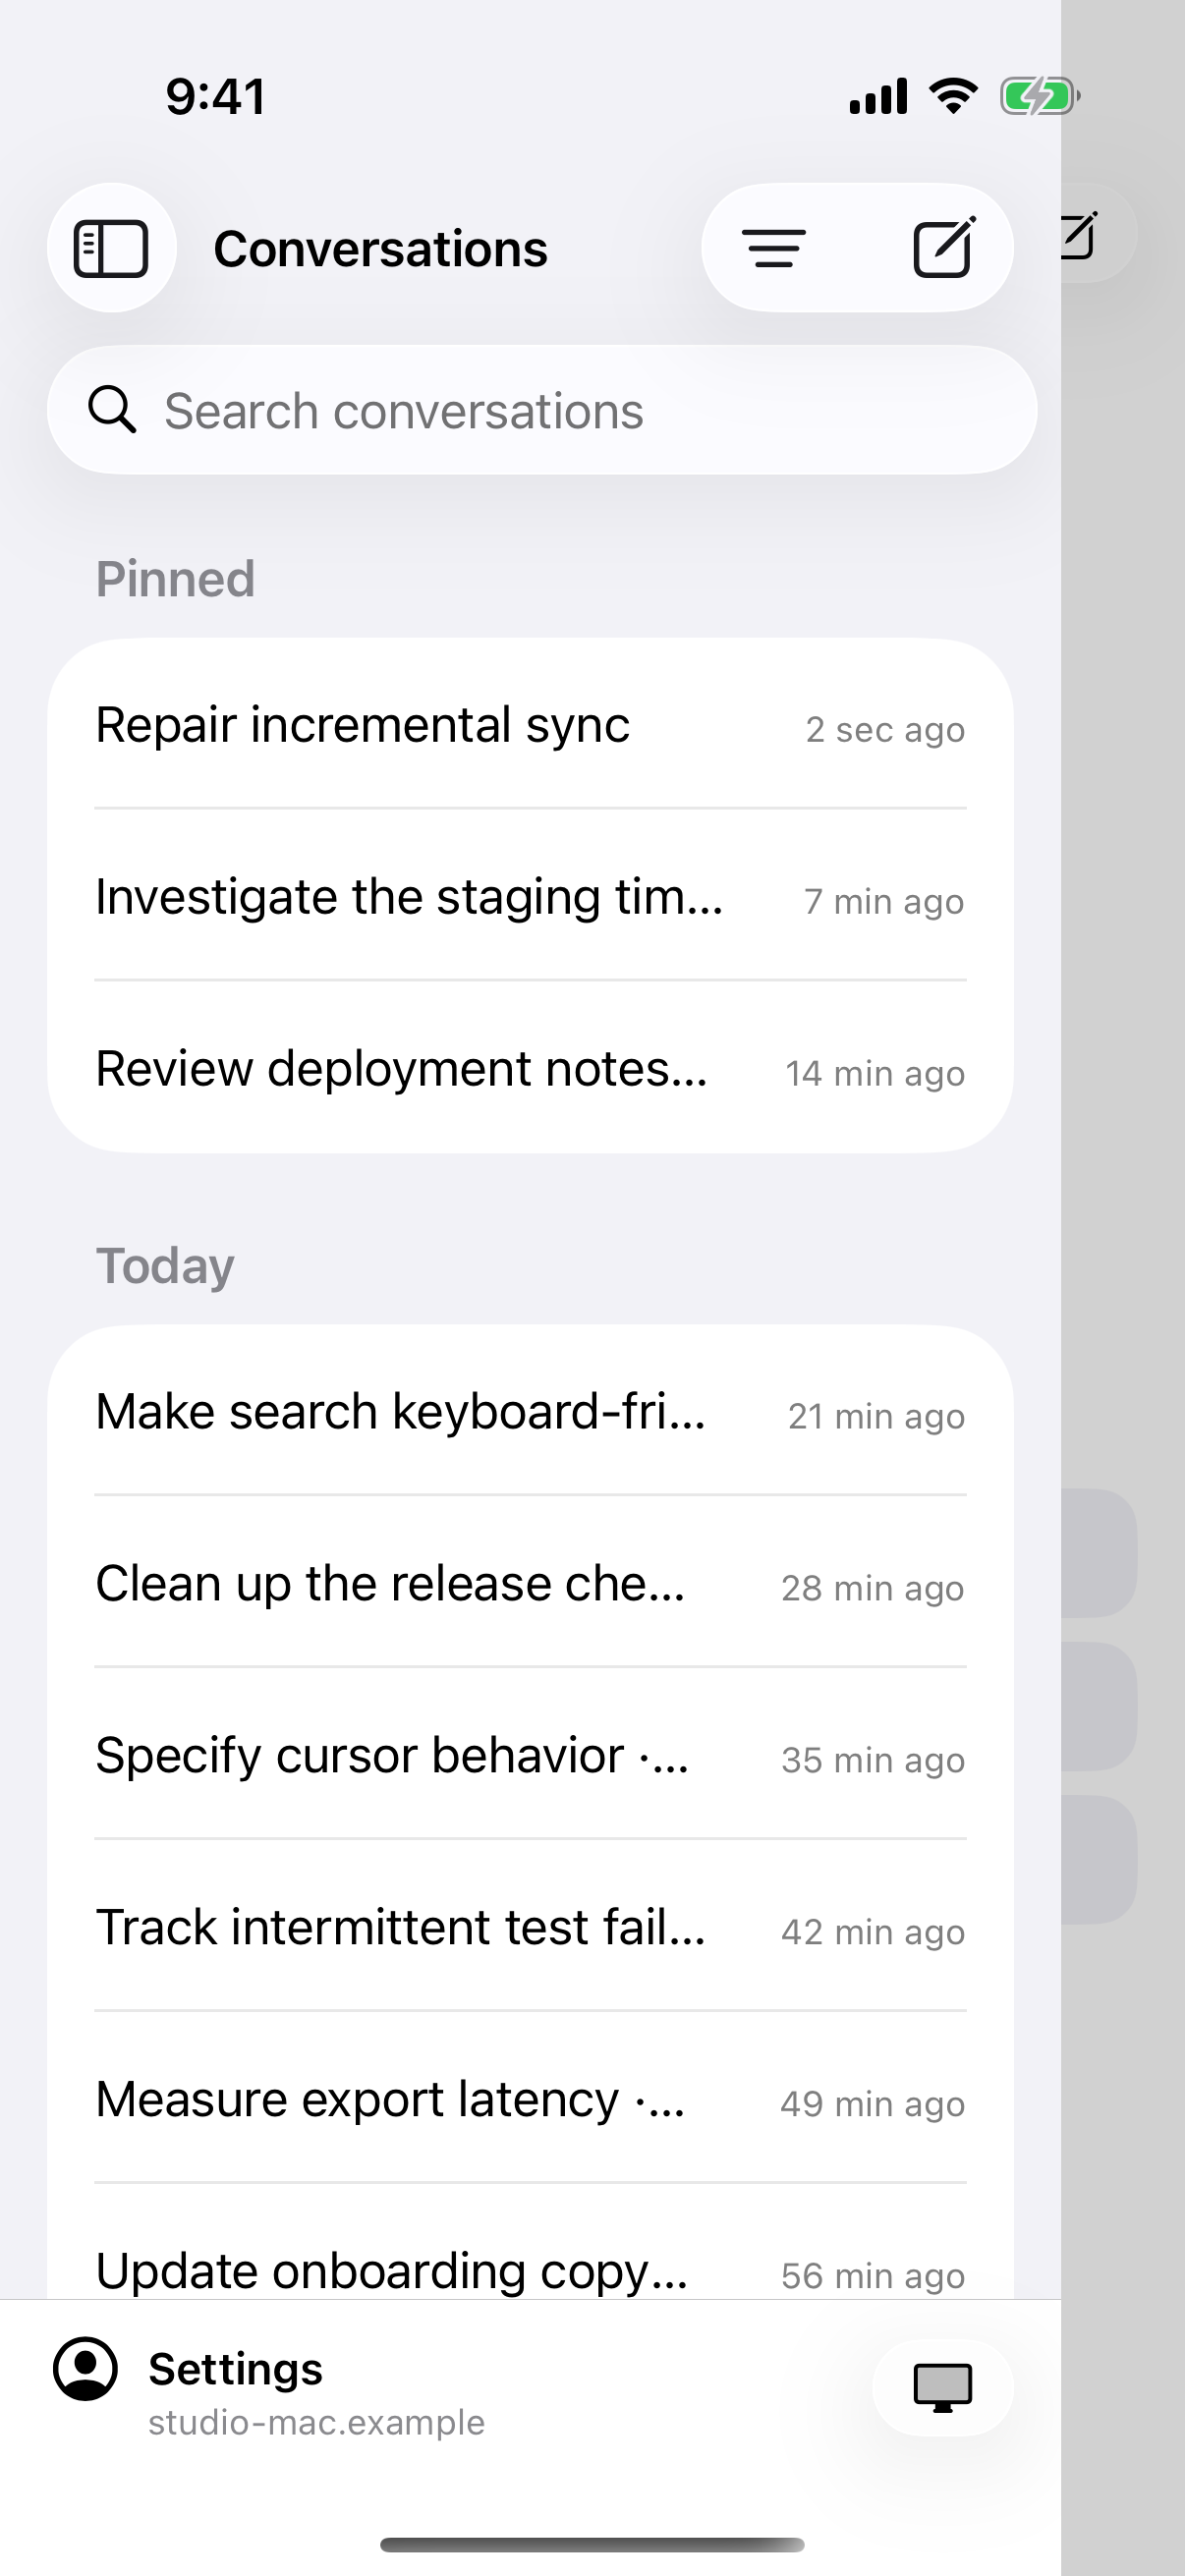 9:41
Conversations
Search conversations
Pinned
Repair incremental sync 2 sec ago
Investigate the staging tim... 7 min ago
Review deployment notes... 14 min ago
Today
Make search keyboard-fri... 21 min ago
Clean up the release che... 28 min ago
Specify cursor behavior ·... 35 min ago
Track intermittent test fail... 42 min ago
Measure export latency ·... 49 min ago
Update onboarding copy... 56 min ago
Settings
studio-mac.example